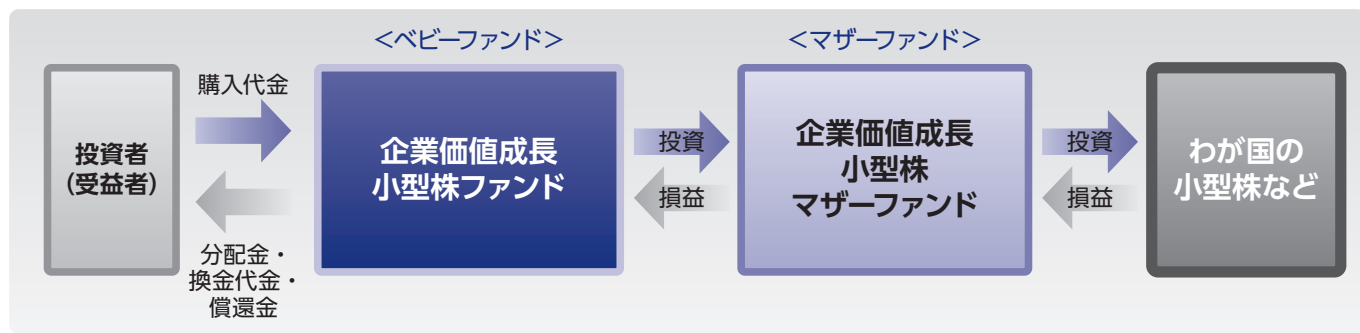 <ベビーファンド>
<マザーファンド>
投資者
(受益者)
購入代金
分配金・
換金代金・
償還金
企業価値成長
小型株ファンド
投資
損益
企業価値成長
小型株
マザーファンド
投資
損益
わが国の
小型株など